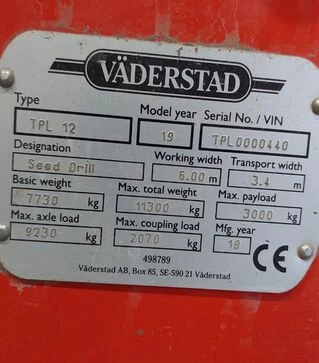 VÄDERSTAD
Type Model year Serial No. / VIN
TPL 12 19 TPL0000440
Designation Working width Transport width
Seed Drill 6.00 m 3.4 m
Basic weight Max. total weight Max. payload
7730 kg 11300 kg 3000 kg
Max. axle load Max. coupling load Mfg. year
9230 kg 2070 kg 19 CE
498789
Väderstad AB, Box 85, SE-590 21 Väderstad